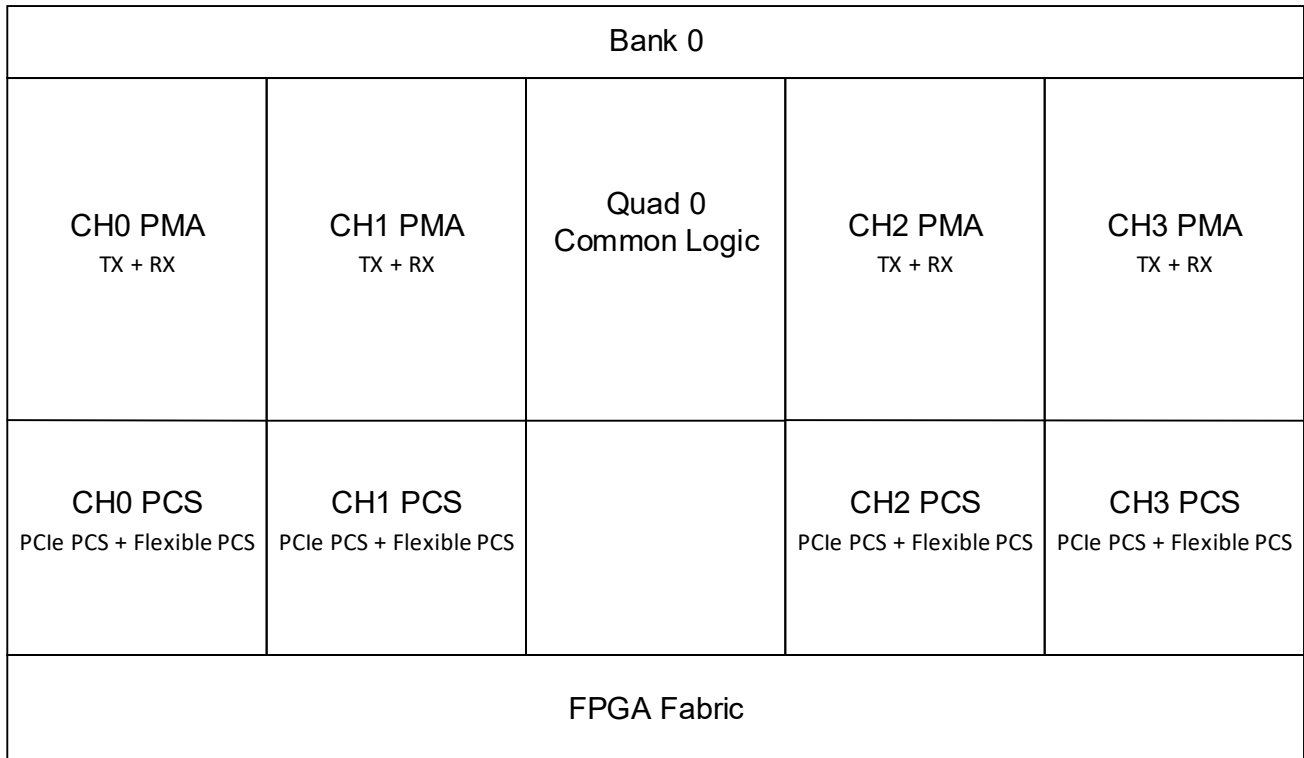 Bank 0
CH0 PMA
TX + RX
CH1 PMA
TX + RX
Quad 0
Common Logic
CH2 PMA
TX + RX
CH3 PMA
TX + RX
CH0 PCS
PCIe PCS + Flexible PCS
CH1 PCS
PCIe PCS + Flexible PCS
CH2 PCS
PCIe PCS + Flexible PCS
CH3 PCS
PCIe PCS + Flexible PCS
FPGA Fabric